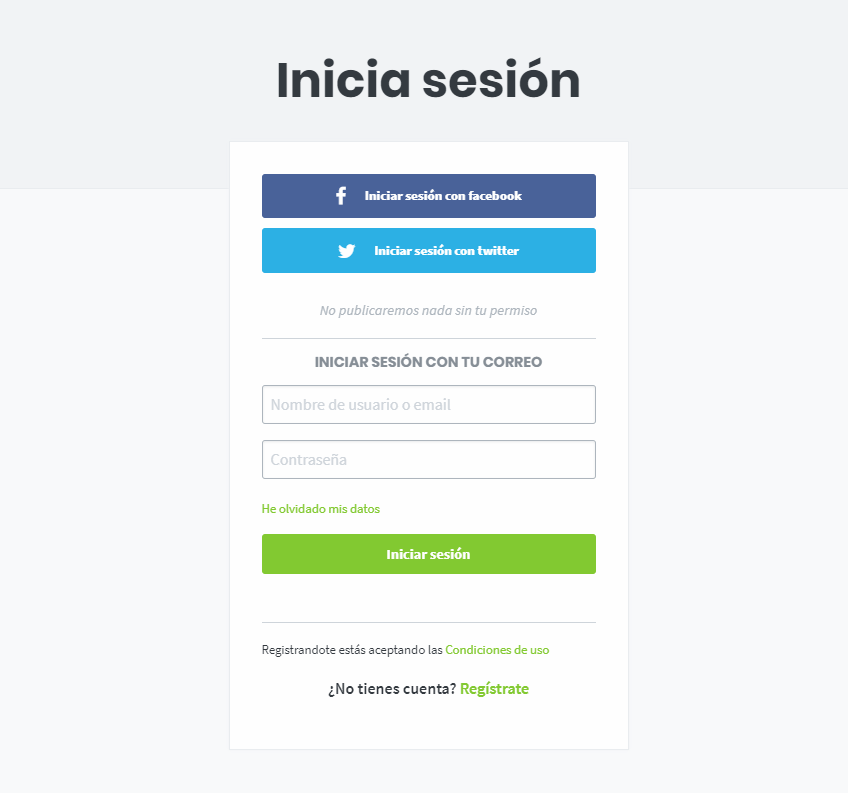 Inicia sesión
Iniciar sesión con facebook
Iniciar sesión con twitter
No publicaremos nada sin tu permiso
INICIAR SESIÓN CON TU CORREO
Nombre de usuario o email
Contraseña
He olvidado mis datos
Iniciar sesión
Registrandote estás aceptando las Condiciones de uso
¿No tienes cuenta? Regístrate